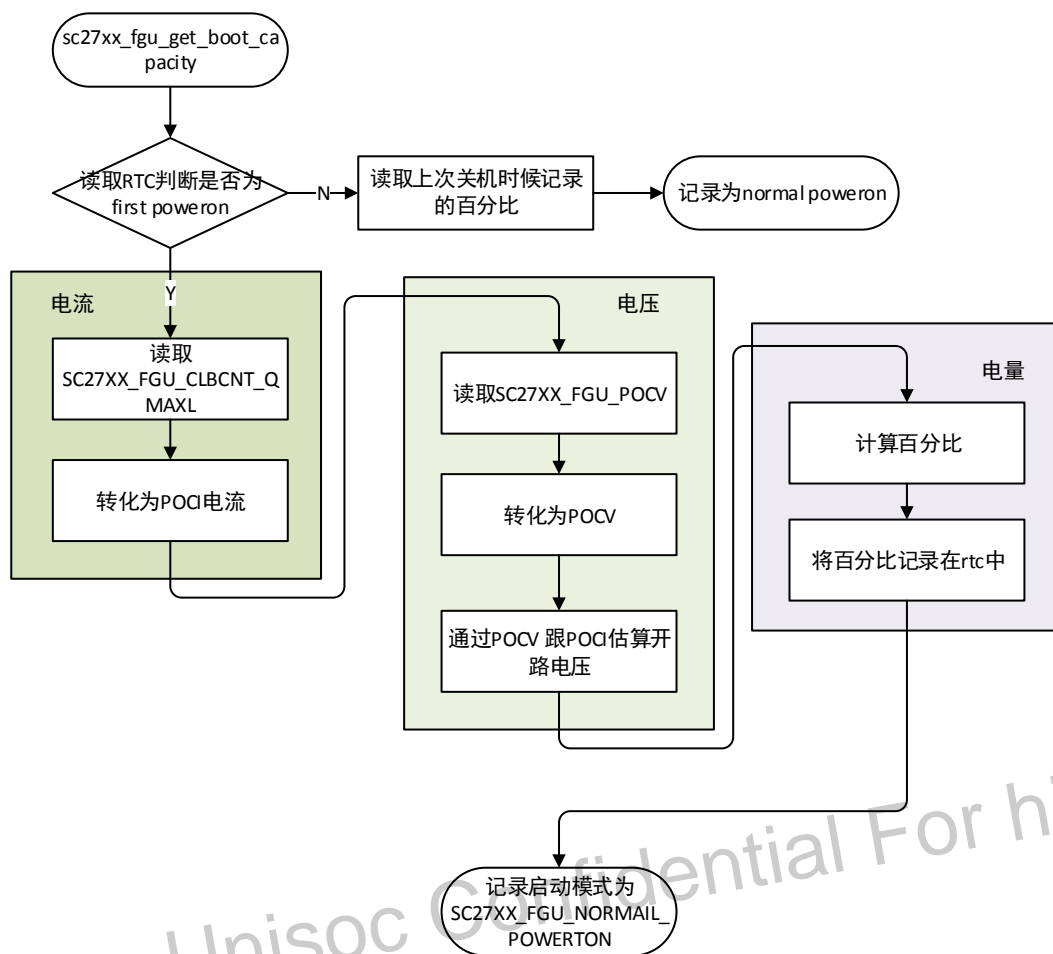 sc27xx_fgu_get_boot_ca
pacity
读取RTC判断是否为
first poweron
N
读取上次关机时候记录
的百分比
记录为normal poweron
Y
电流
读取
SC27XX_FGU_CLBCNT_Q
MAXL
转化为POCI电流
电压
读取SC27XX_FGU_POCV
转化为POCV
通过POCV 跟POCI估算开
路电压
电量
计算百分比
将百分比记录在rtc中
记录启动模式为
SC27XX_FGU_NORMAIL_
POWERTON
Unisoc Confidential For